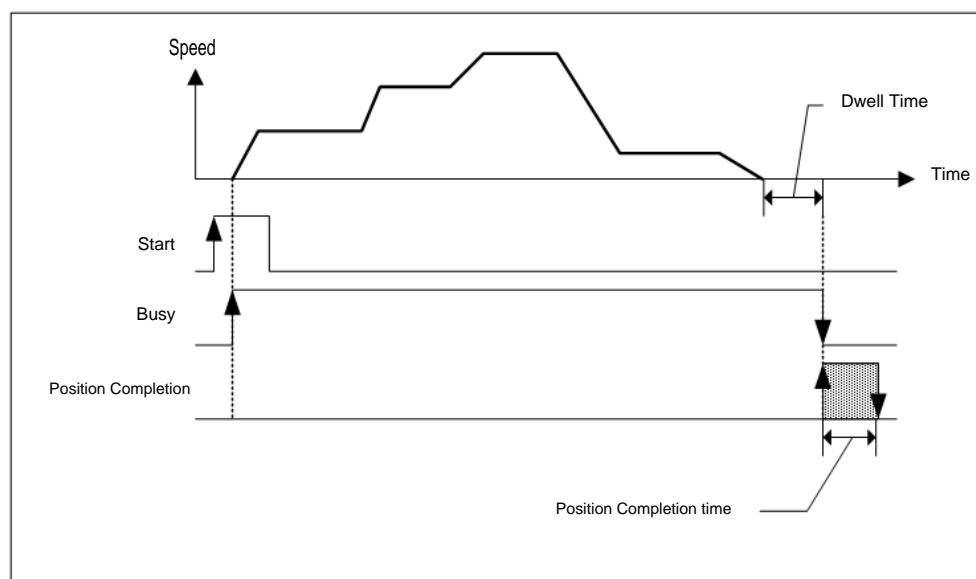 Speed
Dwell Time
Time
Start
Busy
Position Completion
Position Completion time